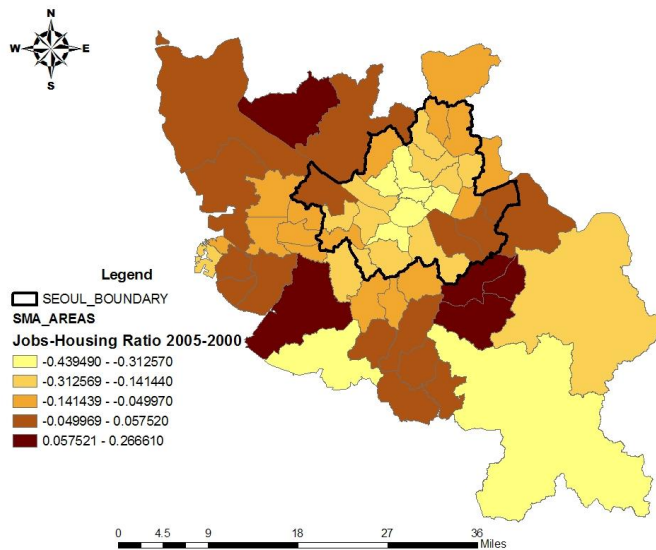 N
W E
S
Legend
SEOUL_BOUNDARY
SMA_AREAS
Jobs-Housing Ratio 2005-2000
-0.439490 - -0.312570
-0.312569 - -0.141440
-0.141439 - -0.049970
-0.049969 - 0.057520
0.057521 - 0.266610
0 4.5 9 18 27 36
Miles